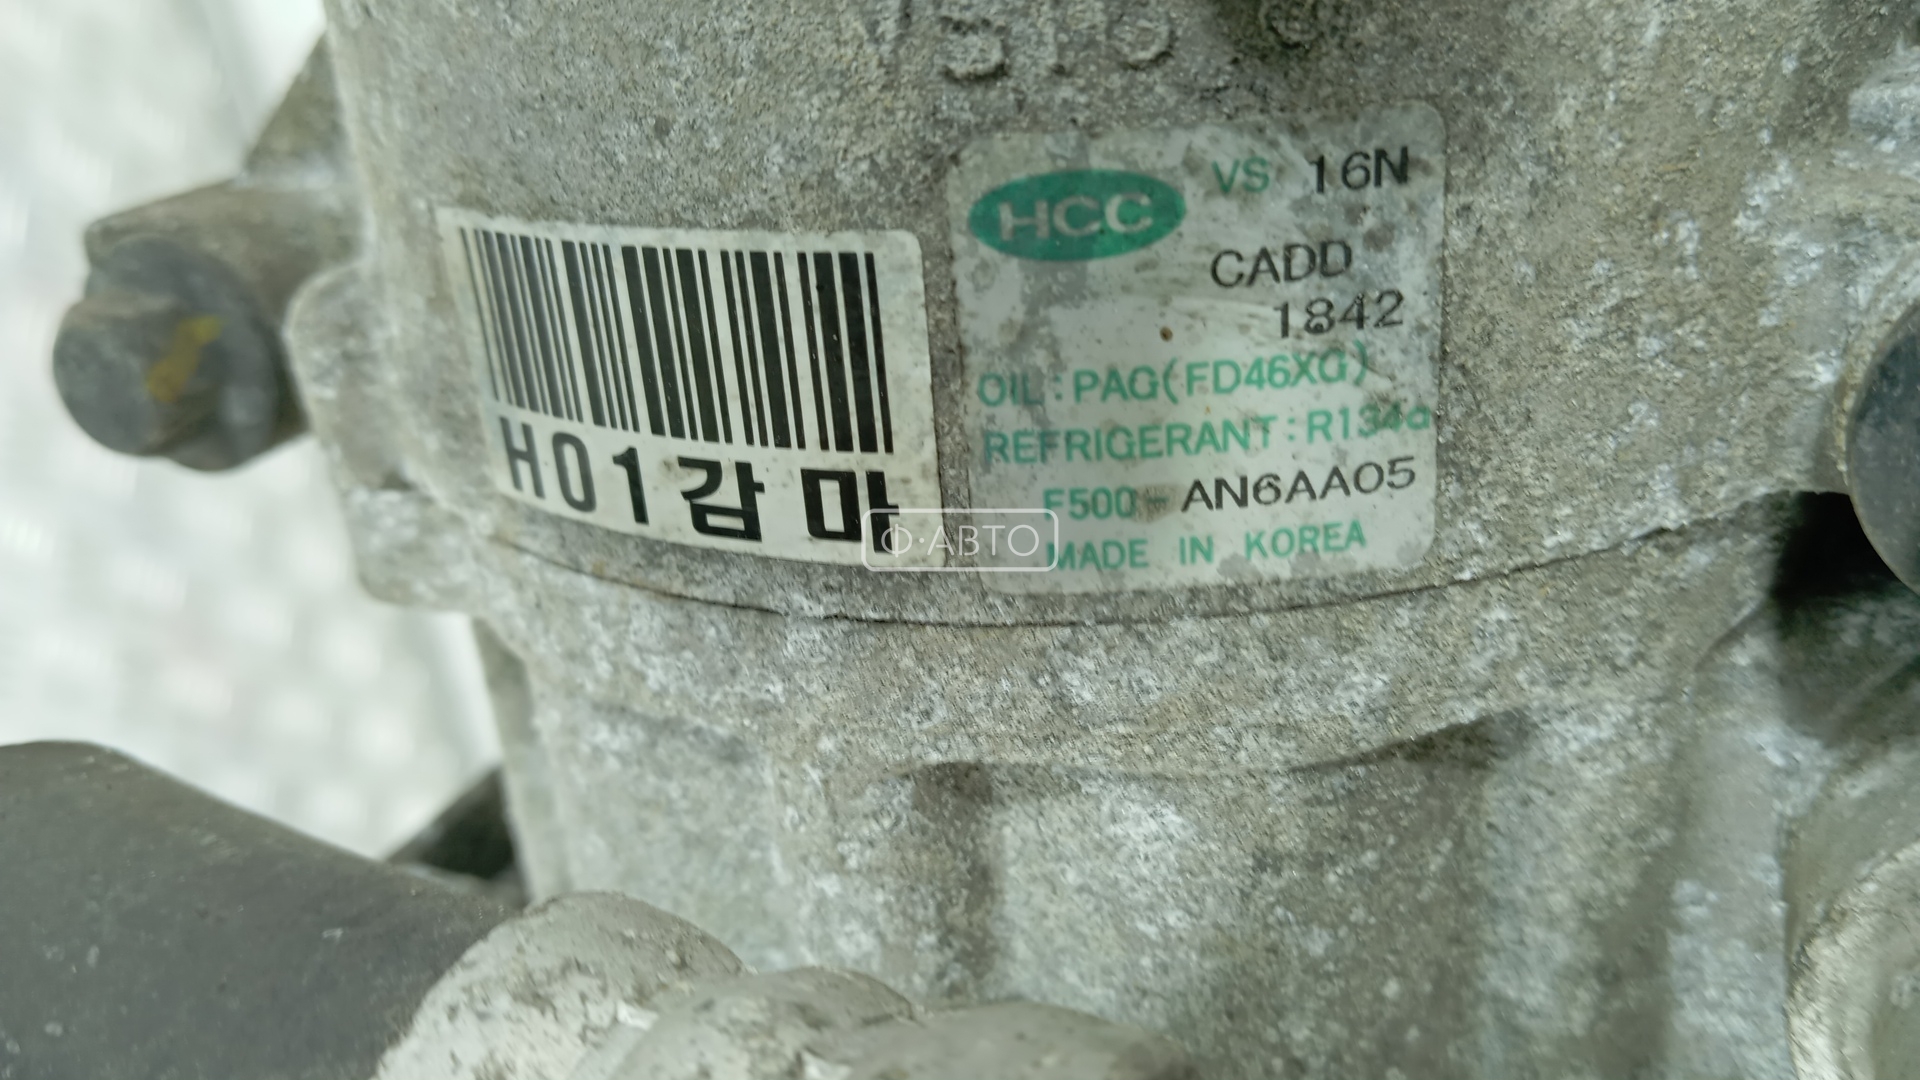 VS16
HCC VS 16N
CADD
1842
OIL : PAG(FD46XG)
REFRIGERANT : R134a
F500- AN6AA05
MADE IN KOREA
H01감마
Ф·АВТО